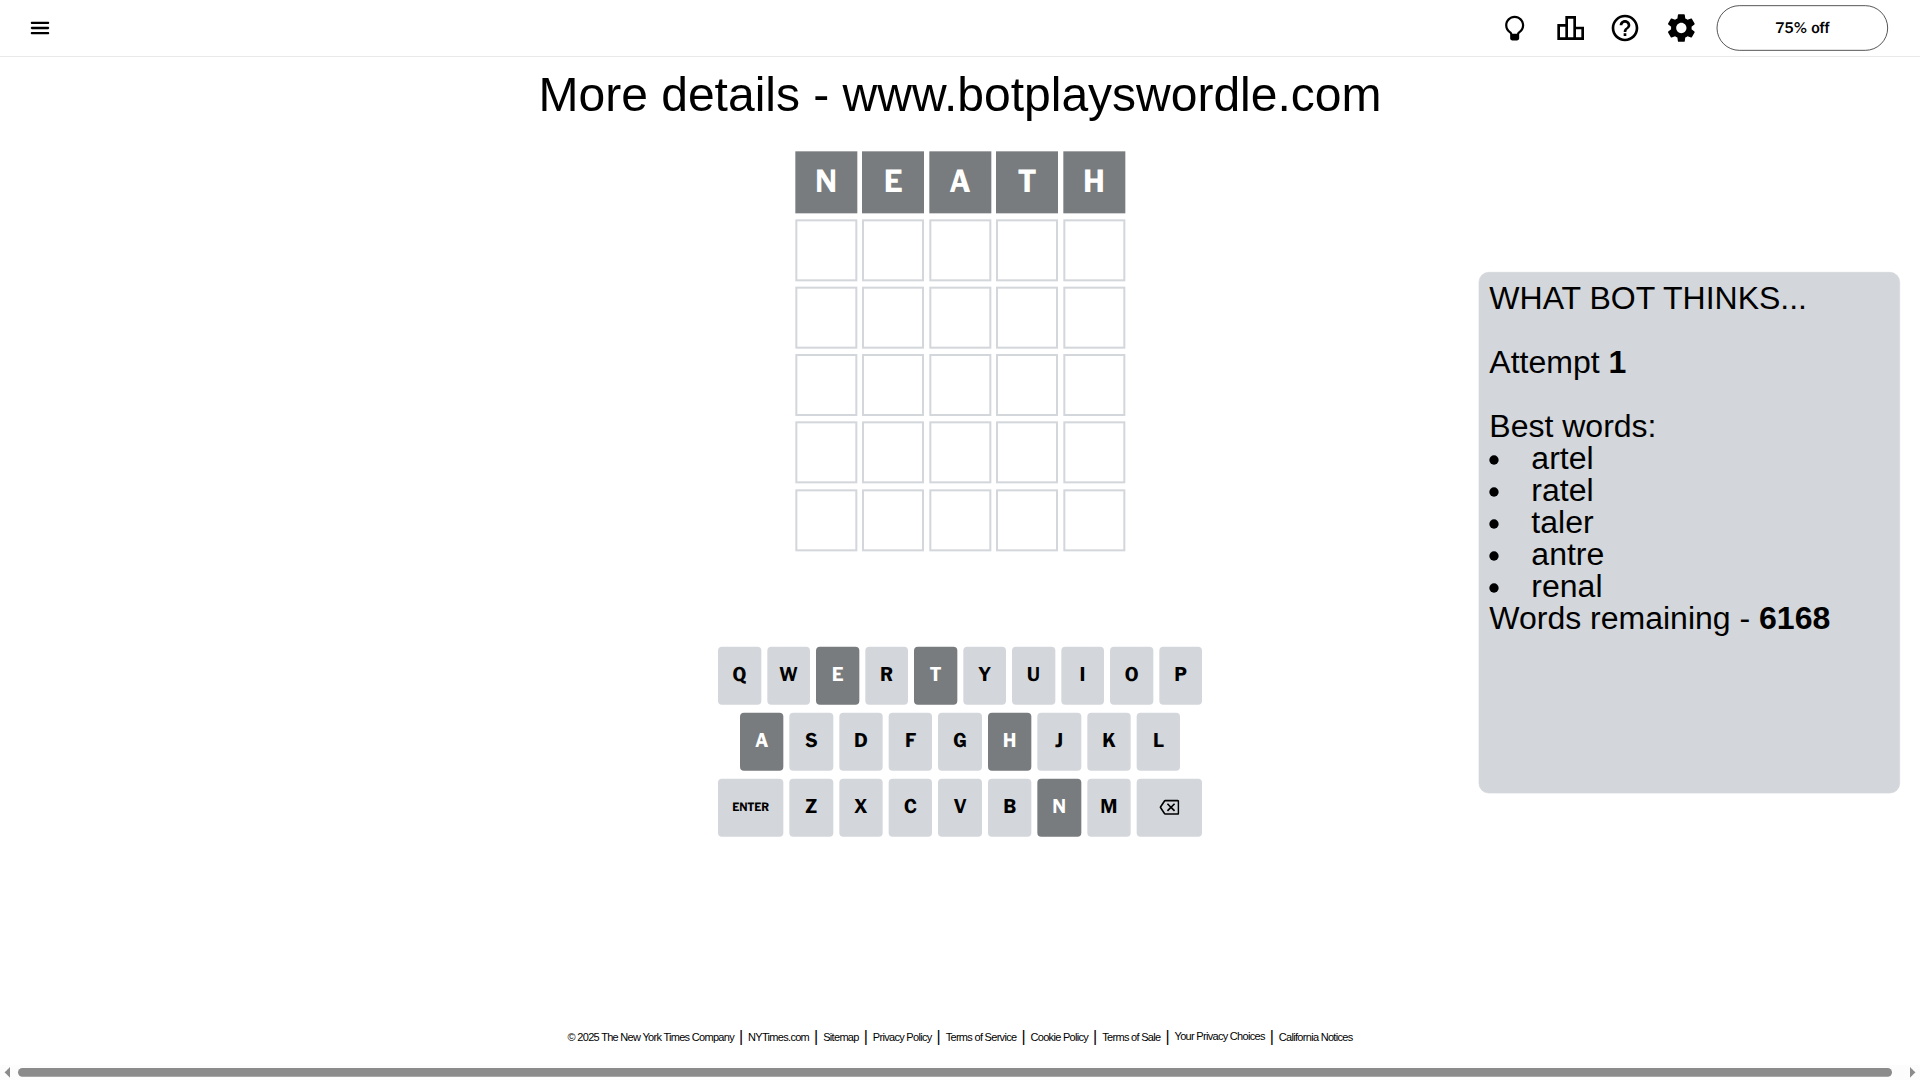 75% off
More details - www.botplayswordle.com
N E A T H
WHAT BOT THINKS...
Attempt 1
Best words:
artel
ratel
taler
antre
renal
Words remaining - 6168
Q W E R T Y U I O P
A S D F G H J K L
ENTER Z X C V B N M
© 2025 The New York Times Company | NYTimes.com | Sitemap | Privacy Policy | Terms of Service | Cookie Policy | Terms of Sale | Your Privacy Choices | California Notices